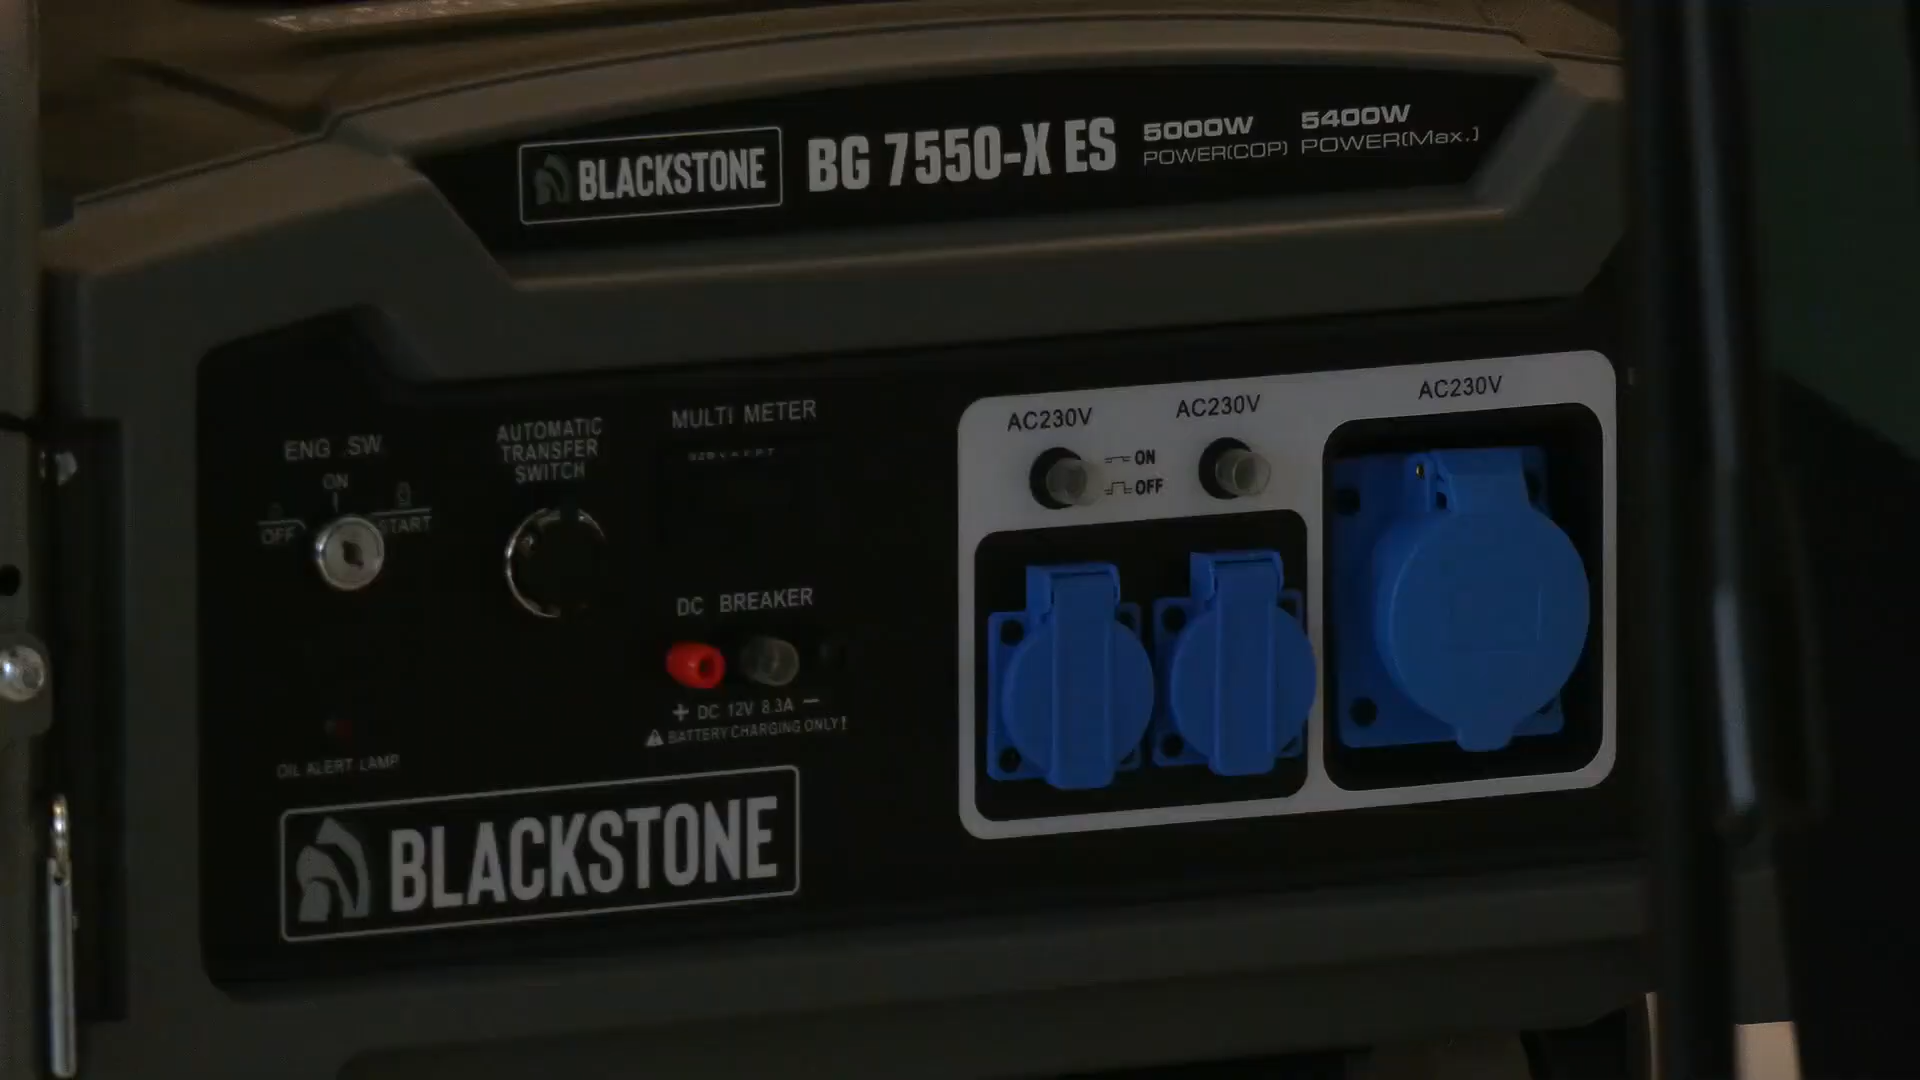 BLACKSTONE
BG 7550-X ES
5000W
POWER(COP)
5400W
POWER(Max.)
ENG. SW
ON
OFF
START
AUTOMATIC
TRANSFER
SWITCH
MULTI METER
DC BREAKER
+ DC 12V 8.3A −
BATTERY CHARGING ONLY!
OIL ALERT LAMP
BLACKSTONE
AC230V
AC230V
ON
OFF
AC230V